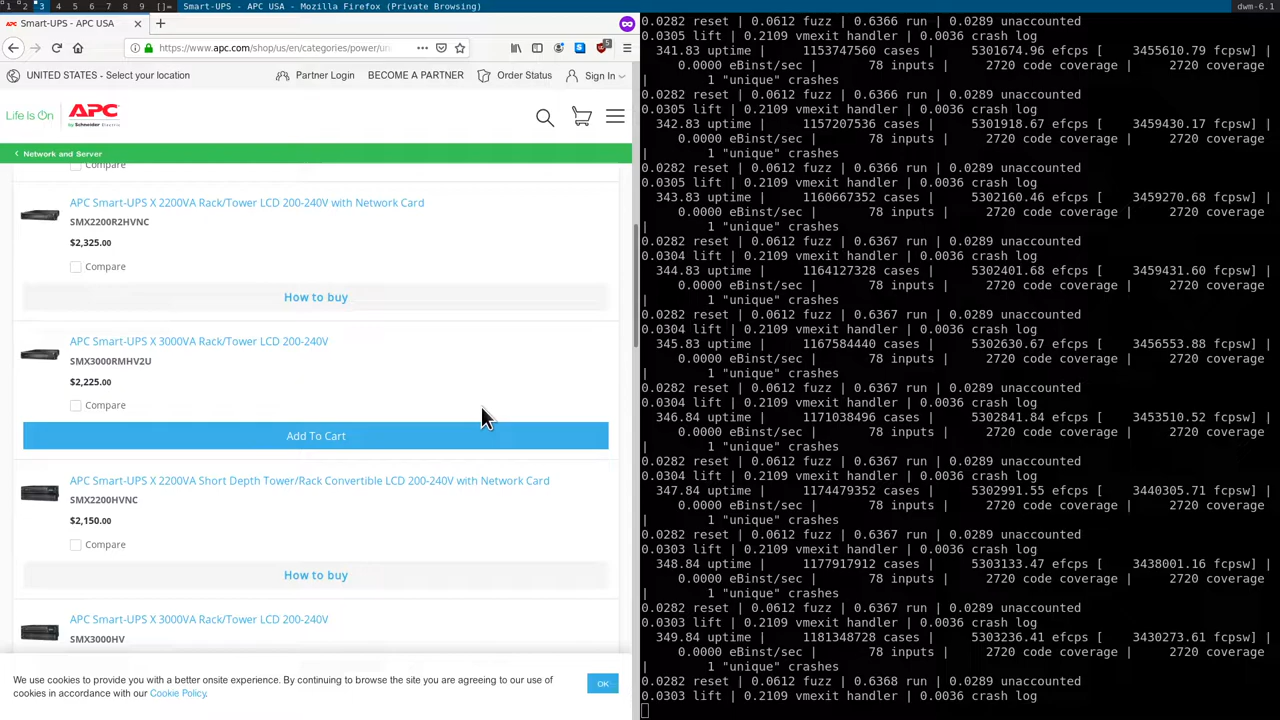 1 2 3 4 5 6 7 8 9 []= Smart-UPS - APC USA - Mozilla Firefox (Private Browsing) dwm-6.1
Smart-UPS - APC USA
https://www.apc.com/shop/us/en/categories/power/un
5
UNITED STATES - Select your location Partner Login BECOME A PARTNER Order Status Sign In
Life Is On APC
by Schneider Electric
Network and Server
Compare
APC Smart-UPS X 2200VA Rack/Tower LCD 200-240V with Network Card
SMX2200R2HVNC
$2,325.00
Compare
How to buy
APC Smart-UPS X 3000VA Rack/Tower LCD 200-240V
SMX3000RMHV2U
$2,225.00
Compare
Add To Cart
APC Smart-UPS X 2200VA Short Depth Tower/Rack Convertible LCD 200-240V with Network Card
SMX2200HVNC
$2,150.00
Compare
How to buy
APC Smart-UPS X 3000VA Rack/Tower LCD 200-240V
SMX3000HV
We use cookies to provide you with a better onsite experience. By continuing to browse the site you are agreeing to our use of
cookies in accordance with our Cookie Policy.
OK
0.0282 reset | 0.0612 fuzz | 0.6366 run | 0.0289 unaccounted
0.0305 lift | 0.2109 vmexit handler | 0.0036 crash log
341.83 uptime | 1153747560 cases | 5301674.96 efcps [ 3455610.79 fcpsw] |
0.0000 eBinst/sec | 78 inputs | 2720 code coverage | 2720 coverage
| 1 "unique" crashes
0.0282 reset | 0.0612 fuzz | 0.6366 run | 0.0289 unaccounted
0.0305 lift | 0.2109 vmexit handler | 0.0036 crash log
342.83 uptime | 1157207536 cases | 5301918.67 efcps [ 3459430.17 fcpsw] |
0.0000 eBinst/sec | 78 inputs | 2720 code coverage | 2720 coverage
| 1 "unique" crashes
0.0282 reset | 0.0612 fuzz | 0.6366 run | 0.0289 unaccounted
0.0305 lift | 0.2109 vmexit handler | 0.0036 crash log
343.83 uptime | 1160667352 cases | 5302160.46 efcps [ 3459270.68 fcpsw] |
0.0000 eBinst/sec | 78 inputs | 2720 code coverage | 2720 coverage
| 1 "unique" crashes
0.0282 reset | 0.0612 fuzz | 0.6367 run | 0.0289 unaccounted
0.0304 lift | 0.2109 vmexit handler | 0.0036 crash log
344.83 uptime | 1164127328 cases | 5302401.68 efcps [ 3459431.60 fcpsw] |
0.0000 eBinst/sec | 78 inputs | 2720 code coverage | 2720 coverage
| 1 "unique" crashes
0.0282 reset | 0.0612 fuzz | 0.6367 run | 0.0289 unaccounted
0.0304 lift | 0.2109 vmexit handler | 0.0036 crash log
345.83 uptime | 1167584440 cases | 5302630.67 efcps [ 3456553.88 fcpsw] |
0.0000 eBinst/sec | 78 inputs | 2720 code coverage | 2720 coverage
| 1 "unique" crashes
0.0282 reset | 0.0612 fuzz | 0.6367 run | 0.0289 unaccounted
0.0304 lift | 0.2109 vmexit handler | 0.0036 crash log
346.84 uptime | 1171038496 cases | 5302841.84 efcps [ 3453510.52 fcpsw] |
0.0000 eBinst/sec | 78 inputs | 2720 code coverage | 2720 coverage
| 1 "unique" crashes
0.0282 reset | 0.0612 fuzz | 0.6367 run | 0.0289 unaccounted
0.0304 lift | 0.2109 vmexit handler | 0.0036 crash log
347.84 uptime | 1174479352 cases | 5302991.55 efcps [ 3440305.71 fcpsw] |
0.0000 eBinst/sec | 78 inputs | 2720 code coverage | 2720 coverage
| 1 "unique" crashes
0.0282 reset | 0.0612 fuzz | 0.6367 run | 0.0289 unaccounted
0.0303 lift | 0.2109 vmexit handler | 0.0036 crash log
348.84 uptime | 1177917912 cases | 5303133.47 efcps [ 3438001.16 fcpsw] |
0.0000 eBinst/sec | 78 inputs | 2720 code coverage | 2720 coverage
| 1 "unique" crashes
0.0282 reset | 0.0612 fuzz | 0.6367 run | 0.0289 unaccounted
0.0303 lift | 0.2109 vmexit handler | 0.0036 crash log
349.84 uptime | 1181348728 cases | 5303236.41 efcps [ 3430273.61 fcpsw] |
0.0000 eBinst/sec | 78 inputs | 2720 code coverage | 2720 coverage
| 1 "unique" crashes
0.0282 reset | 0.0612 fuzz | 0.6368 run | 0.0289 unaccounted
0.0303 lift | 0.2109 vmexit handler | 0.0036 crash log